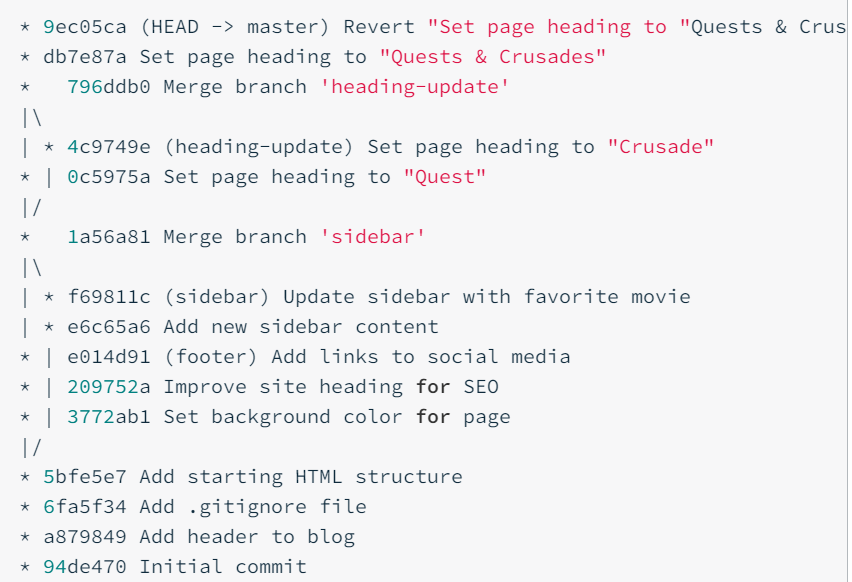 * 9ec05ca (HEAD -> master) Revert "Set page heading to "Quests & Crus
* db7e87a Set page heading to "Quests & Crusades"
*   796ddb0 Merge branch 'heading-update'
|\
| * 4c9749e (heading-update) Set page heading to "Crusade"
* | 0c5975a Set page heading to "Quest"
|/
*   1a56a81 Merge branch 'sidebar'
|\
| * f69811c (sidebar) Update sidebar with favorite movie
| * e6c65a6 Add new sidebar content
* | e014d91 (footer) Add links to social media
* | 209752a Improve site heading for SEO
* | 3772ab1 Set background color for page
|/
* 5bfe5e7 Add starting HTML structure
* 6fa5f34 Add .gitignore file
* a879849 Add header to blog
* 94de470 Initial commit